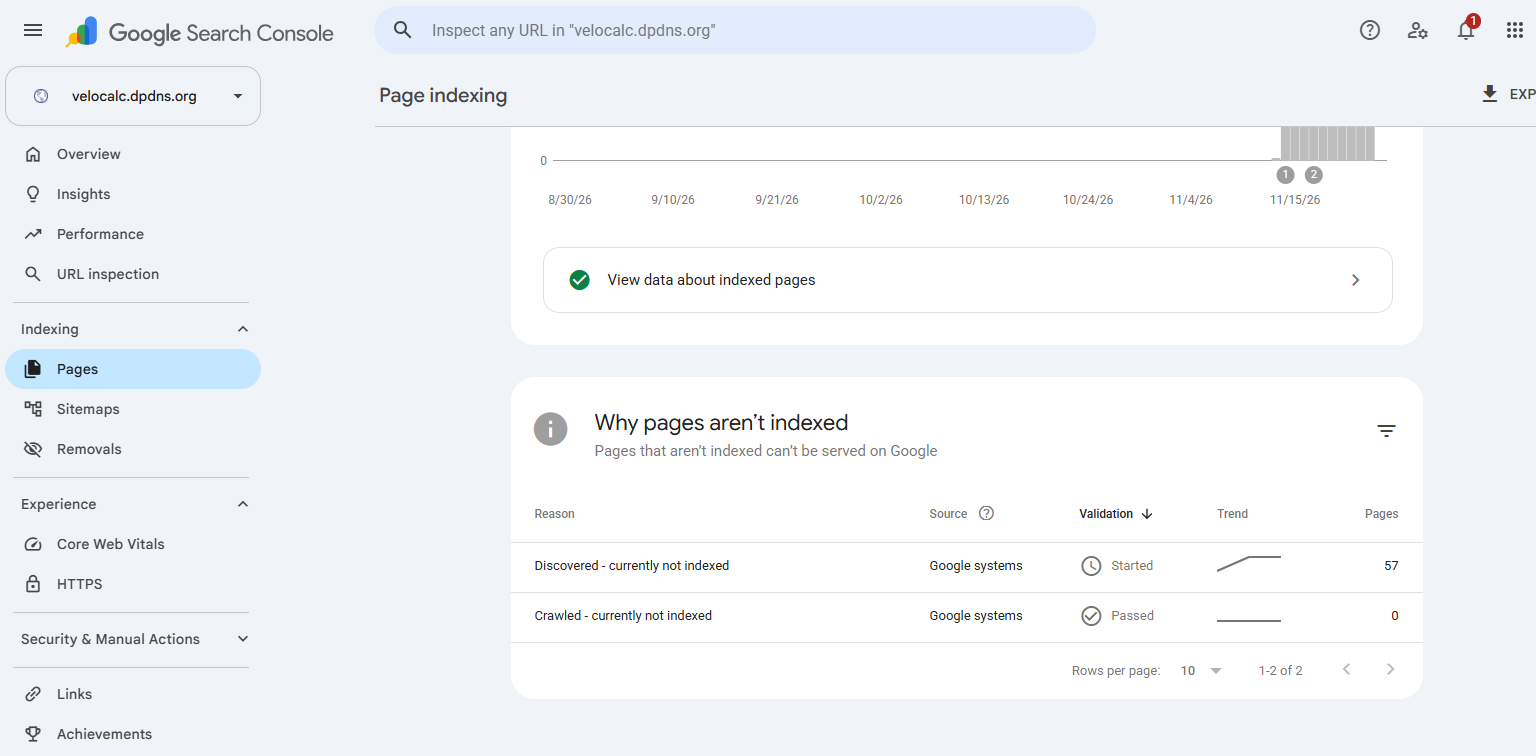 Google Search Console
Inspect any URL in "velocalc.dpdns.org"
1
velocalc.dpdns.org
Page indexing
EXP
Overview
Insights
Performance
URL inspection
Indexing
Pages
Sitemaps
Removals
Experience
Core Web Vitals
HTTPS
Security & Manual Actions
Links
Achievements
0
1 2
8/30/26 9/10/26 9/21/26 10/2/26 10/13/26 10/24/26 11/4/26 11/15/26
View data about indexed pages
Why pages aren’t indexed
Pages that aren’t indexed can’t be served on Google
Reason Source Validation Trend Pages
Discovered - currently not indexed Google systems Started 57
Crawled - currently not indexed Google systems Passed 0
Rows per page: 10 1-2 of 2